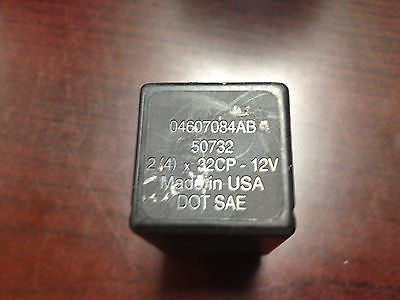 04607084AB
50732
2 (4) x 32CP - 12V
Made in USA
DOT SAE